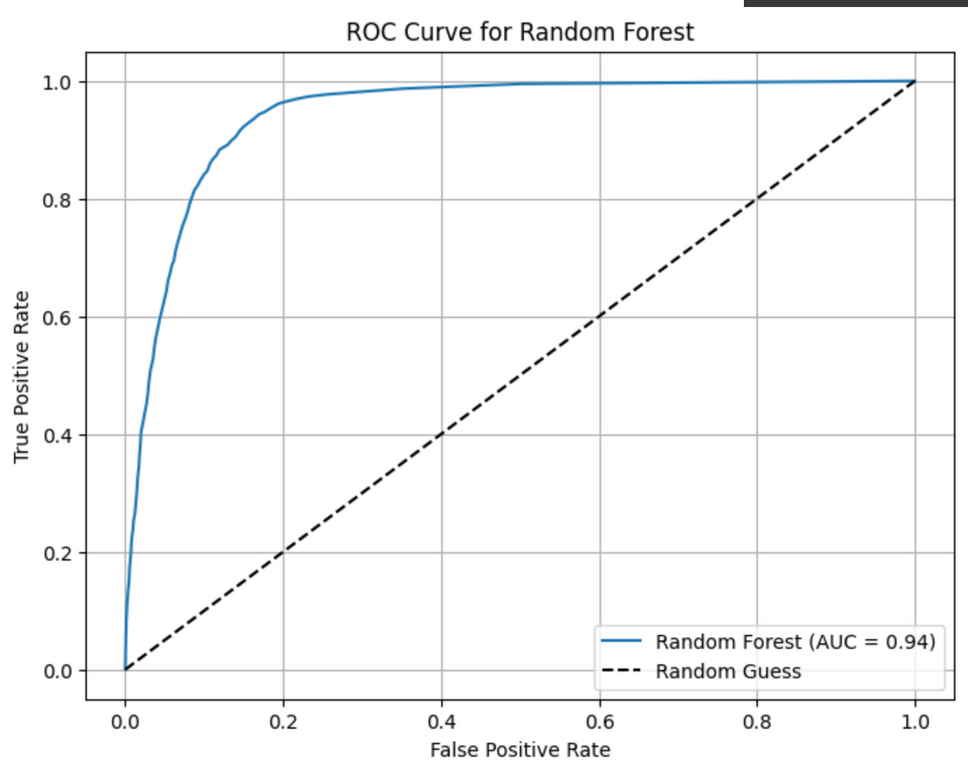 ROC Curve for Random Forest
1.0
0.8
0.6
0.4
0.2
0.0
True Positive Rate
Random Forest (AUC = 0.94)
Random Guess
0.0 0.2 0.4 0.6 0.8 1.0
False Positive Rate